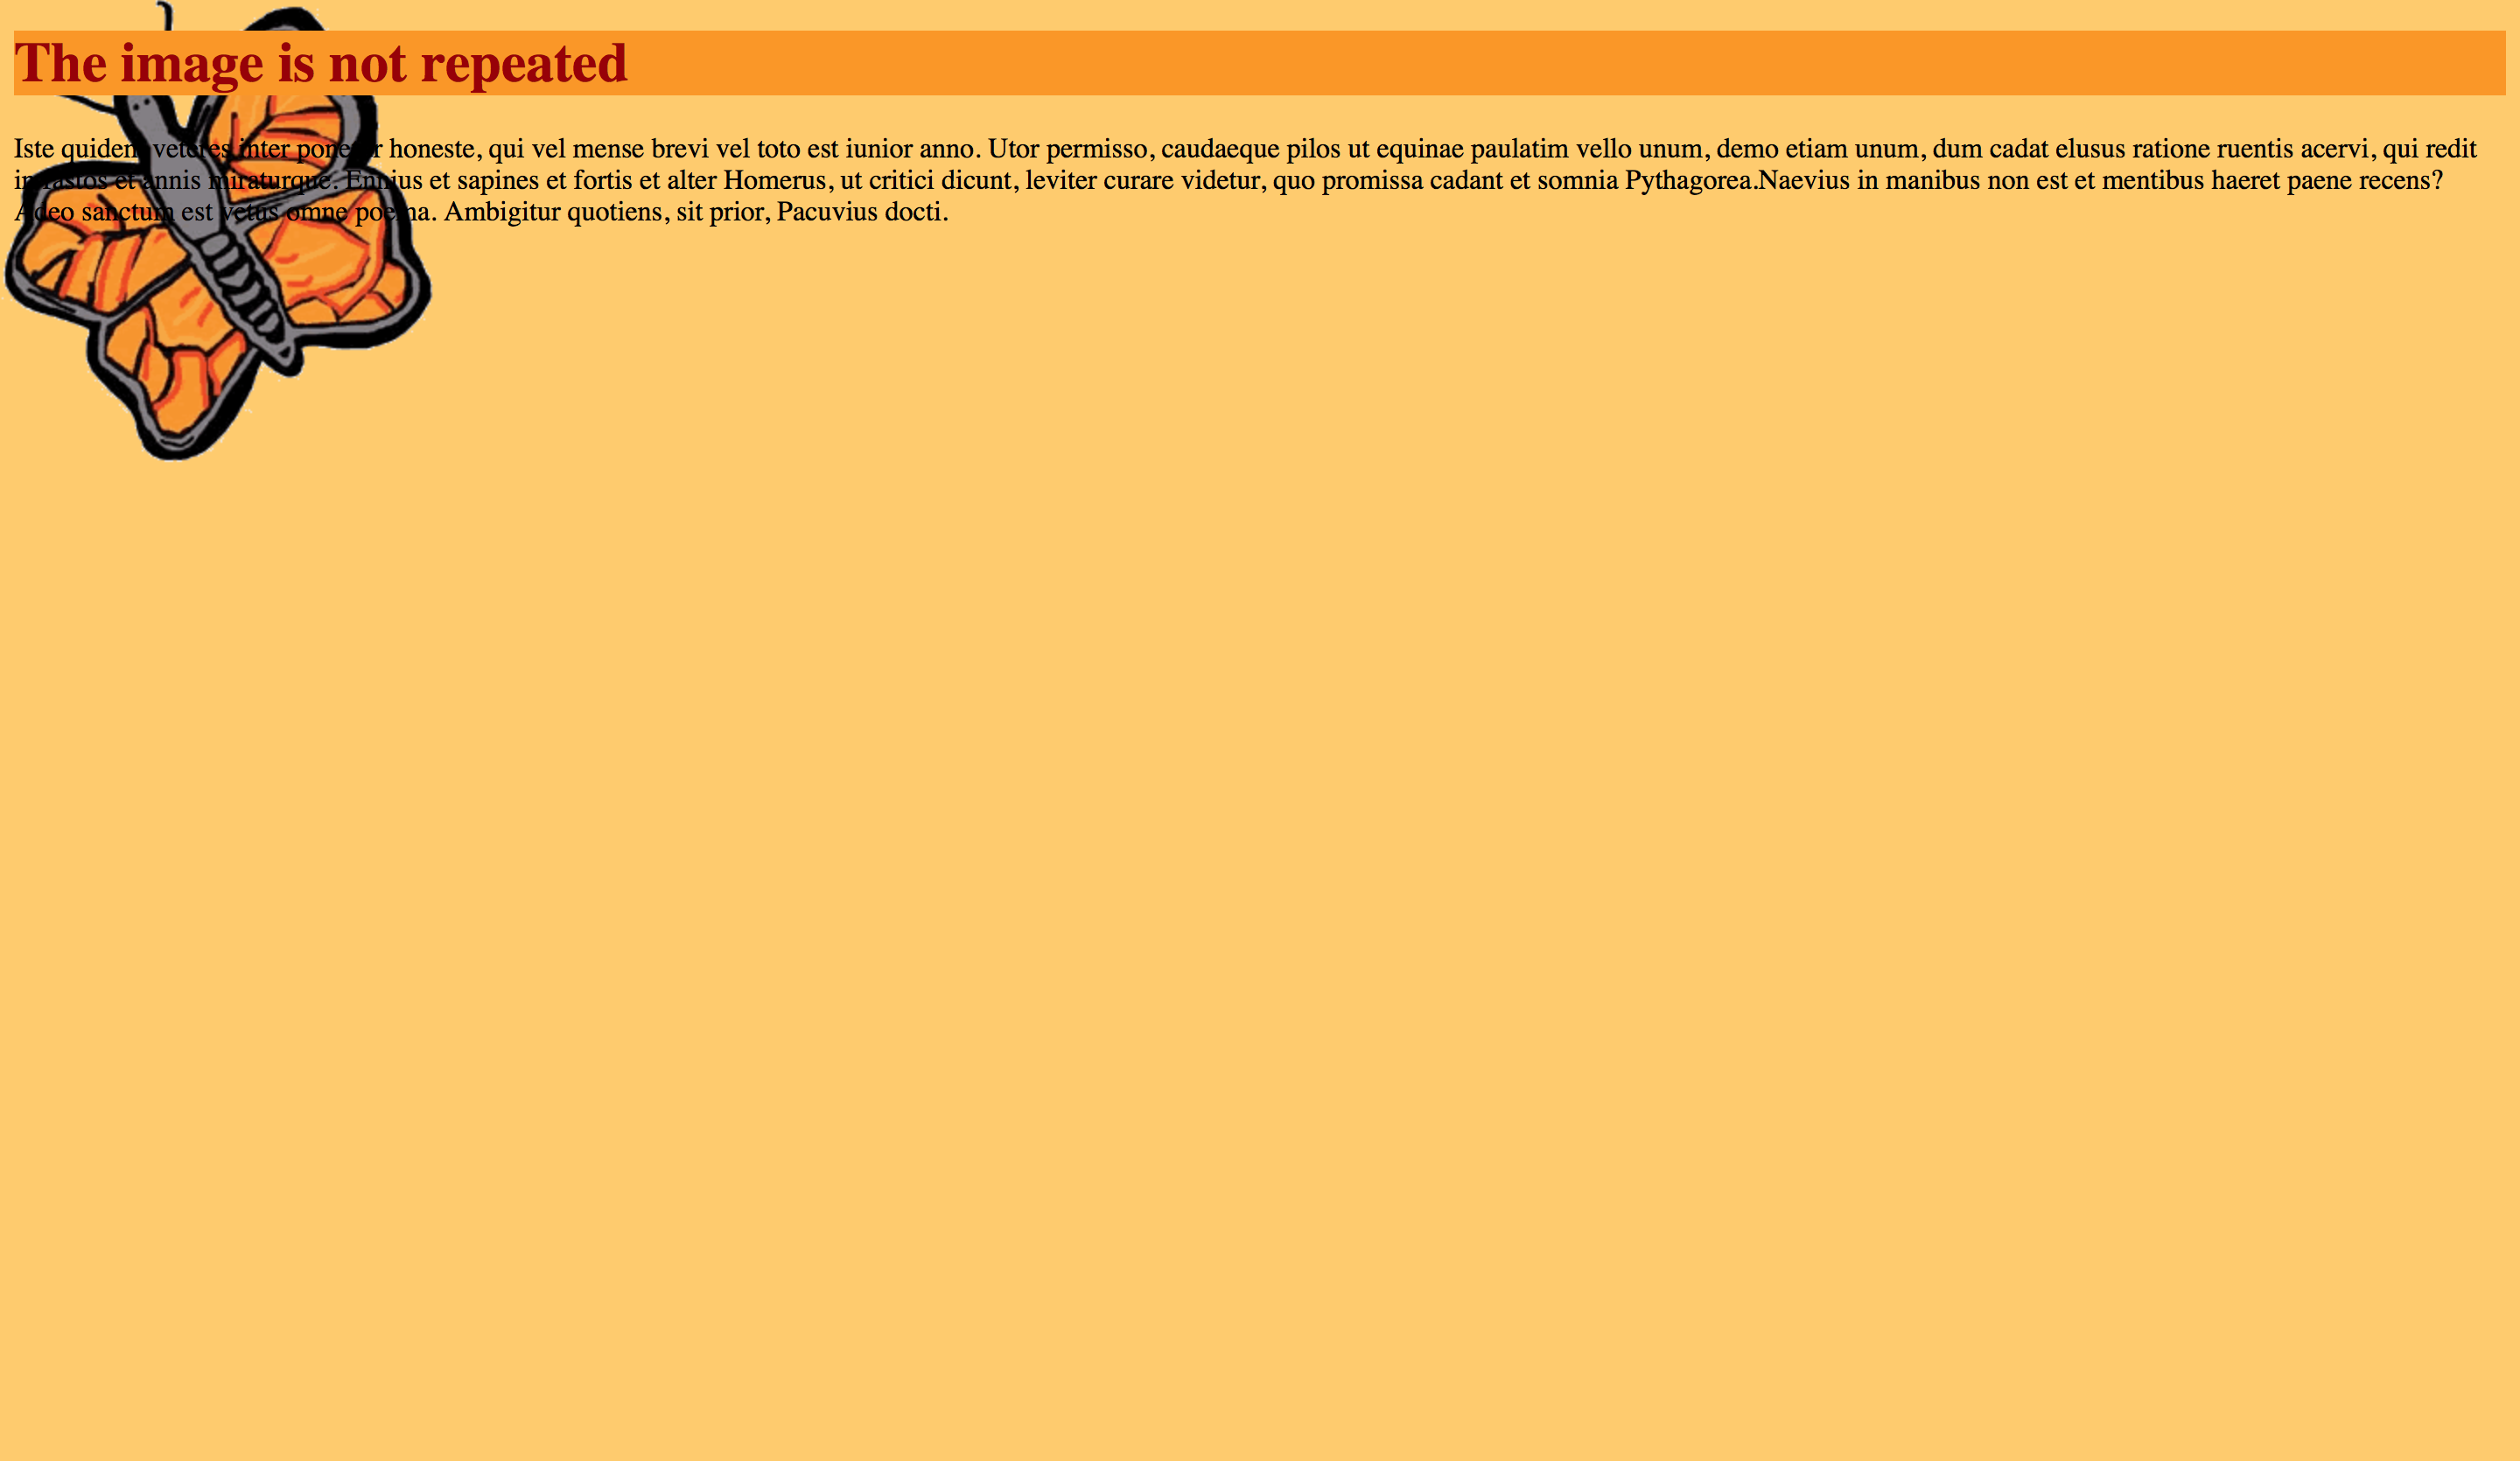 The image is not repeated
Iste quidem veteres inter ponetur honeste, qui vel mense brevi vel toto est iunior anno. Utor permisso, caudaeque pilos ut equinae paulatim vello unum, demo etiam unum, dum cadat elusus ratione ruentis acervi, qui redit
in fastos et annis miraturque. Ennius et sapines et fortis et alter Homerus, ut critici dicunt, leviter curare videtur, quo promissa cadant et somnia Pythagorea.Naevius in manibus non est et mentibus haeret paene recens?
Adeo sanctum est vetus omne poema. Ambigitur quotiens, sit prior, Pacuvius docti.